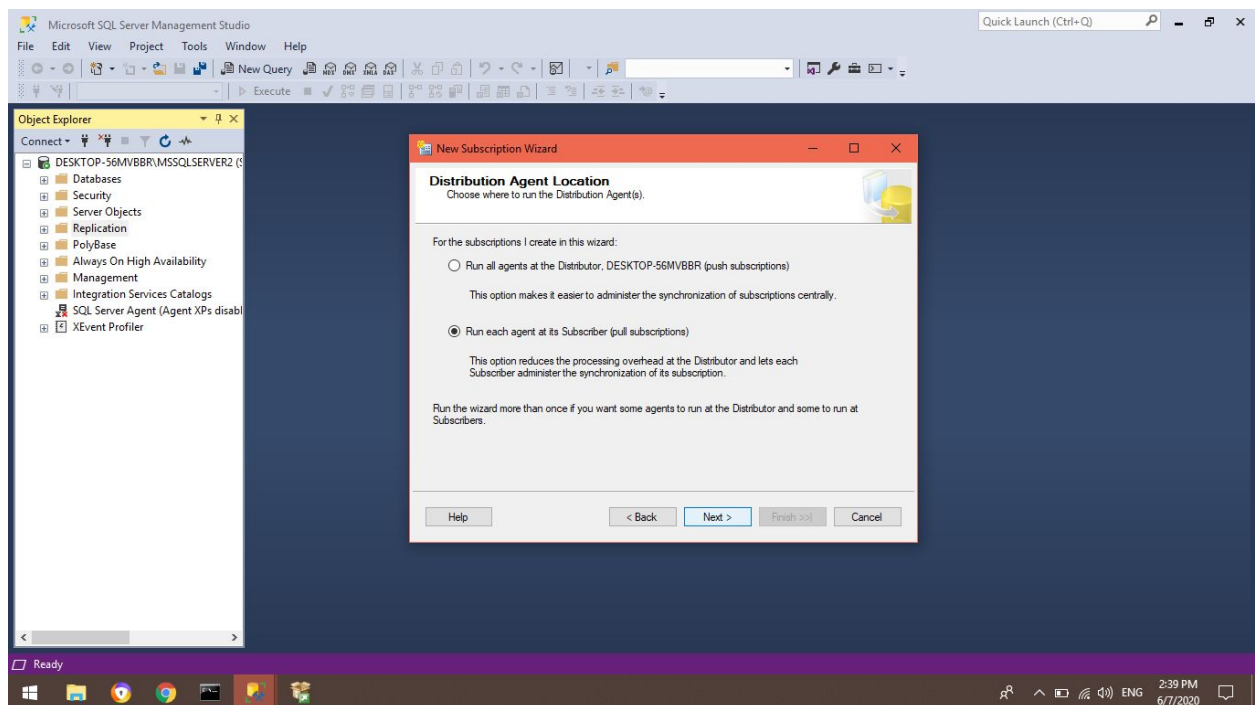 Microsoft SQL Server Management Studio
Quick Launch (Ctrl+Q)
File Edit View Project Tools Window Help
New Query
Execute
Object Explorer
Connect
DESKTOP-56MVBBR\MSSQLSERVER2 (S
Databases
Security
Server Objects
Replication
PolyBase
Always On High Availability
Management
Integration Services Catalogs
SQL Server Agent (Agent XPs disabl
XEvent Profiler
New Subscription Wizard
Distribution Agent Location
Choose where to run the Distribution Agent(s).
For the subscriptions I create in this wizard:
Run all agents at the Distributor, DESKTOP-56MVBBR (push subscriptions)
This option makes it easier to administer the synchronization of subscriptions centrally.
Run each agent at its Subscriber (pull subscriptions)
This option reduces the processing overhead at the Distributor and lets each
Subscriber administer the synchronization of its subscription.
Run the wizard more than once if you want some agents to run at the Distributor and some to run at
Subscribers.
Help < Back Next > Finish >>| Cancel
Ready
ENG
2:39 PM
6/7/2020